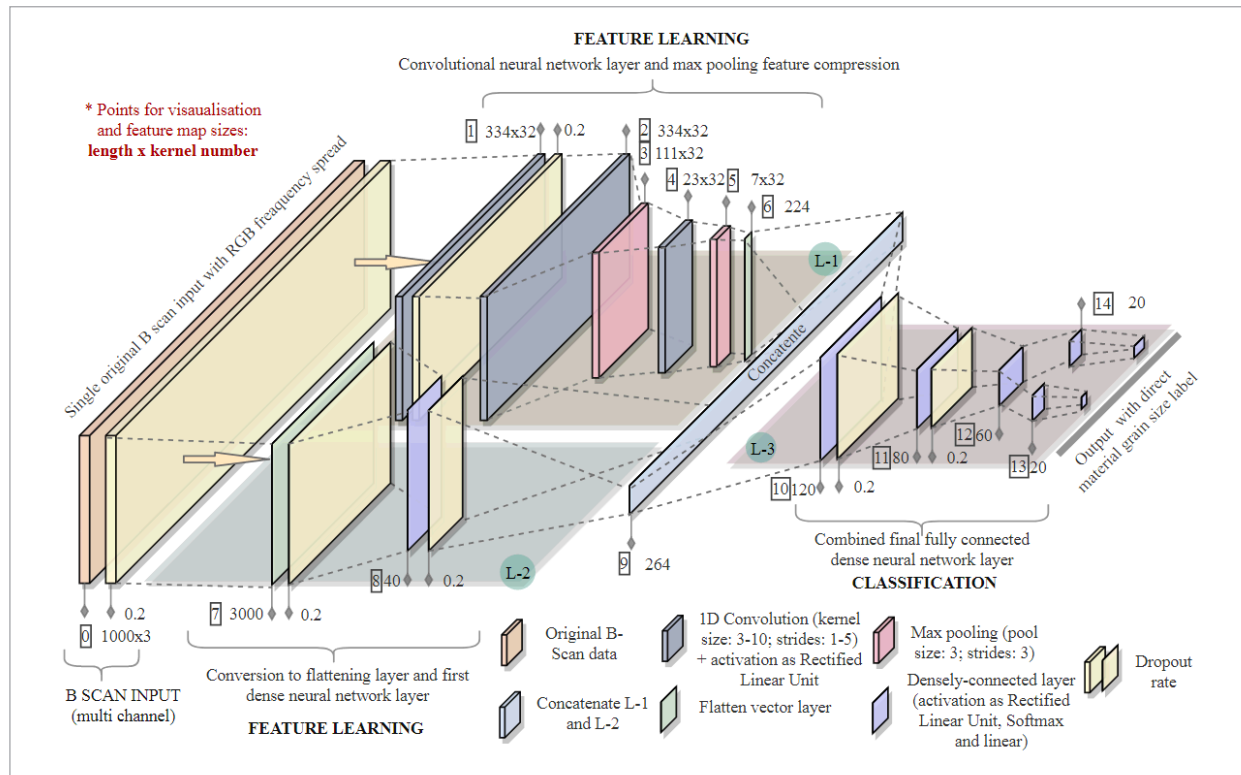 FEATURE LEARNING
Convolutional neural network layer and max pooling feature compression
* Points for visaualisation
and feature map sizes:
length x kernel number
Single original B scan input with RGB freaquency spread
1 334x32
0.2
2 334x32
3 111x32
4 23x32
5 7x32
6 224
L-1
Concatente
14 20
Output with direct
material grain size label
L-3
12 60
11 80
0.2
13 20
10 120
0.2
9 264
L-2
8 40
0.2
7 3000
0.2
0.2
0 1000x3
B SCAN INPUT
(multi channel)
Conversion to flattening layer and first
dense neural network layer
FEATURE LEARNING
Combined final fully connected
dense neural network layer
CLASSIFICATION
Original B-
Scan data
1D Convolution (kernel
size: 3-10; strides: 1-5)
+ activation as Rectified
Linear Unit
Max pooling (pool
size: 3; strides: 3)
Dropout
rate
Concatenate L-1
and L-2
Flatten vector layer
Densely-connected layer
(activation as Rectified
Linear Unit, Softmax
and linear)